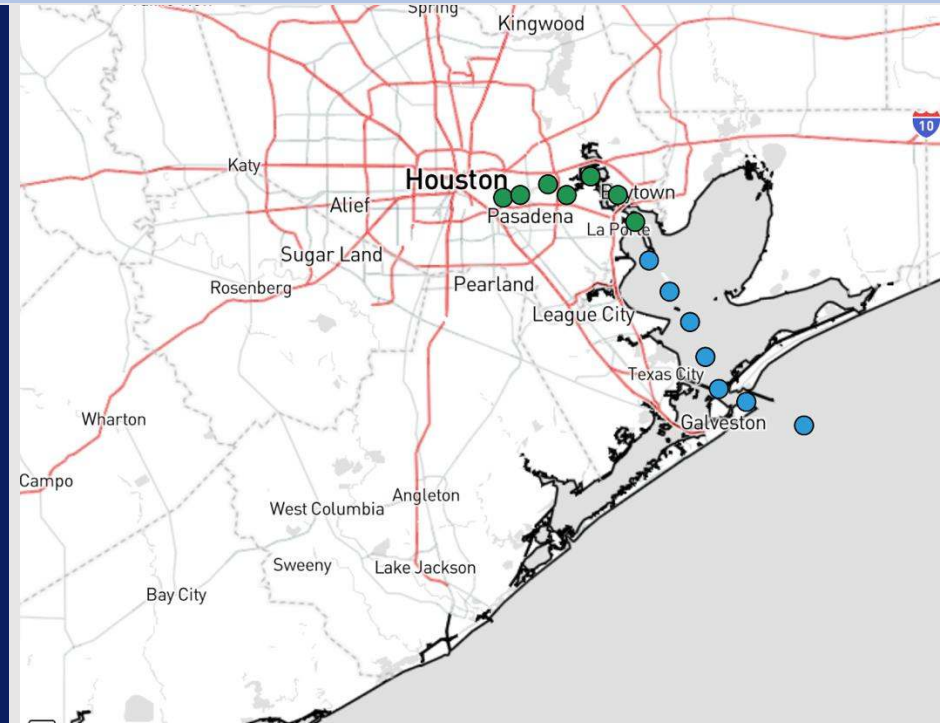 Spring
Kingwood
10
Katy
Houston
Baytown
Alief
Pasadena
La Porte
Sugar Land
Rosenberg
Pearland
League City
Texas City
Wharton
Galveston
Campo
Angleton
West Columbia
Sweeny
Lake Jackson
Bay City